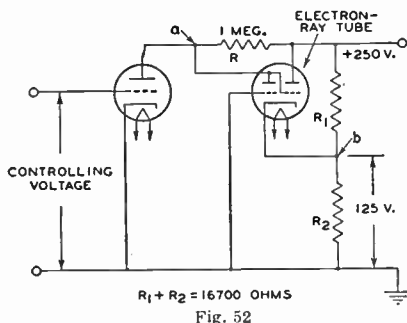 ELECTRON-
RAY TUBE
a
1 MEG.
R
+250 V.
R1
b
CONTROLLING
VOLTAGE
125 V.
R2
R1 + R2 = 16700 OHMS
Fig. 52